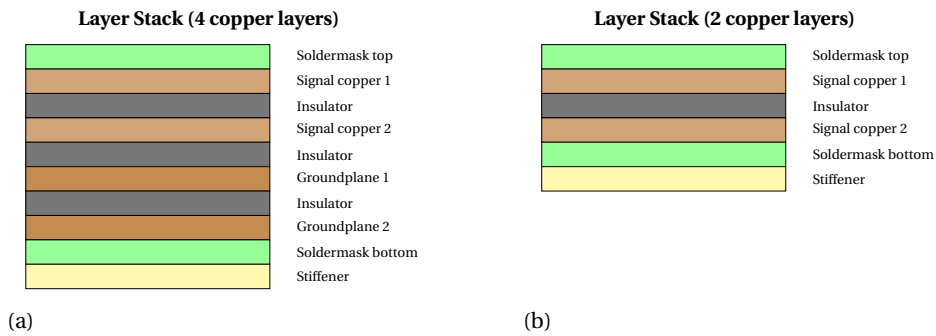 Layer Stack (4 copper layers)
Soldermask top
Signal copper 1
Insulator
Signal copper 2
Insulator
Groundplane 1
Insulator
Groundplane 2
Soldermask bottom
Stiffener
(a)
Layer Stack (2 copper layers)
Soldermask top
Signal copper 1
Insulator
Signal copper 2
Soldermask bottom
Stiffener
(b)